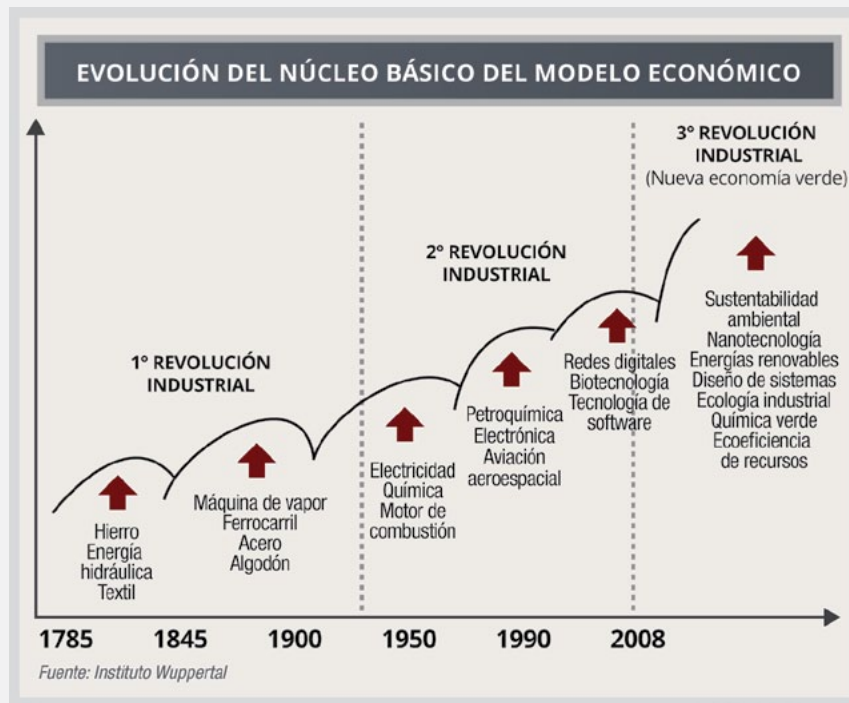 EVOLUCIÓN DEL NÚCLEO BÁSICO DEL MODELO ECONÓMICO
1º REVOLUCIÓN
INDUSTRIAL
2º REVOLUCIÓN
INDUSTRIAL
3º REVOLUCIÓN
INDUSTRIAL
(Nueva economía verde)
Hierro
Energía
hidráulica
Textil
Máquina de vapor
Ferrocarril
Acero
Algodón
Electricidad
Química
Motor de
combustión
Petroquímica
Electrónica
Aviación
aeroespacial
Redes digitales
Biotecnología
Tecnología de
software
Sustentabilidad
ambiental
Nanotecnología
Energías renovables
Diseño de sistemas
Ecología industrial
Química verde
Ecoeficiencia
de recursos
1785 1845 1900 1950 1990 2008
Fuente: Instituto Wuppertal